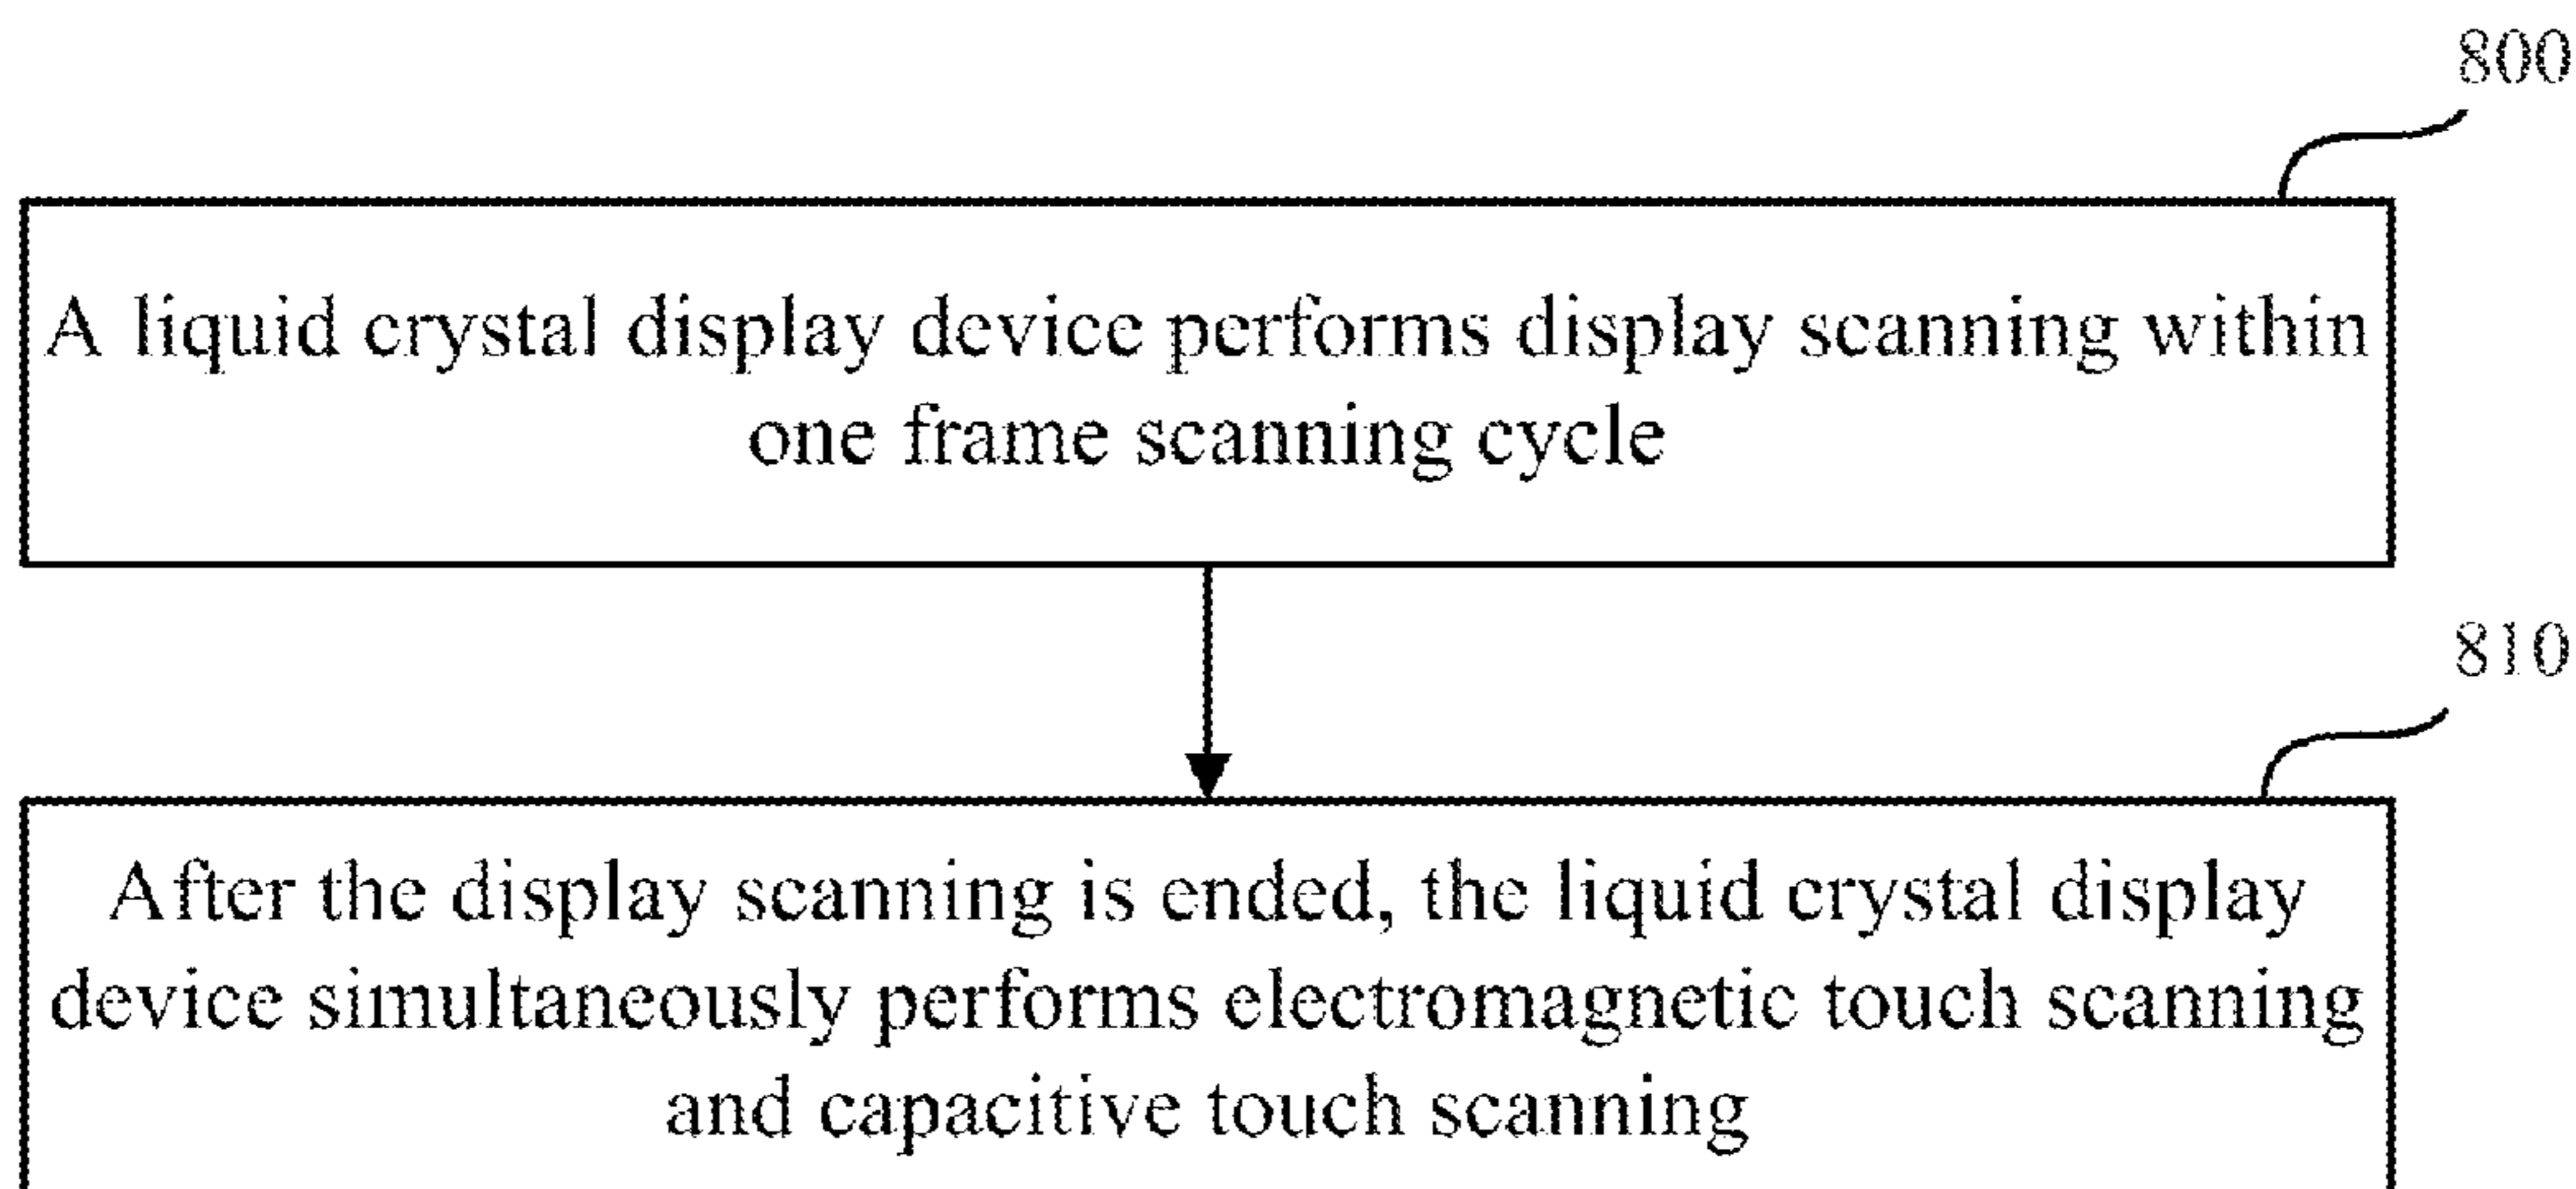 800
A liquid crystal display device performs display scanning within
one frame scanning cycle
810
After the display scanning is ended, the liquid crystal display
device simultaneously performs electromagnetic touch scanning
and capacitive touch scanning